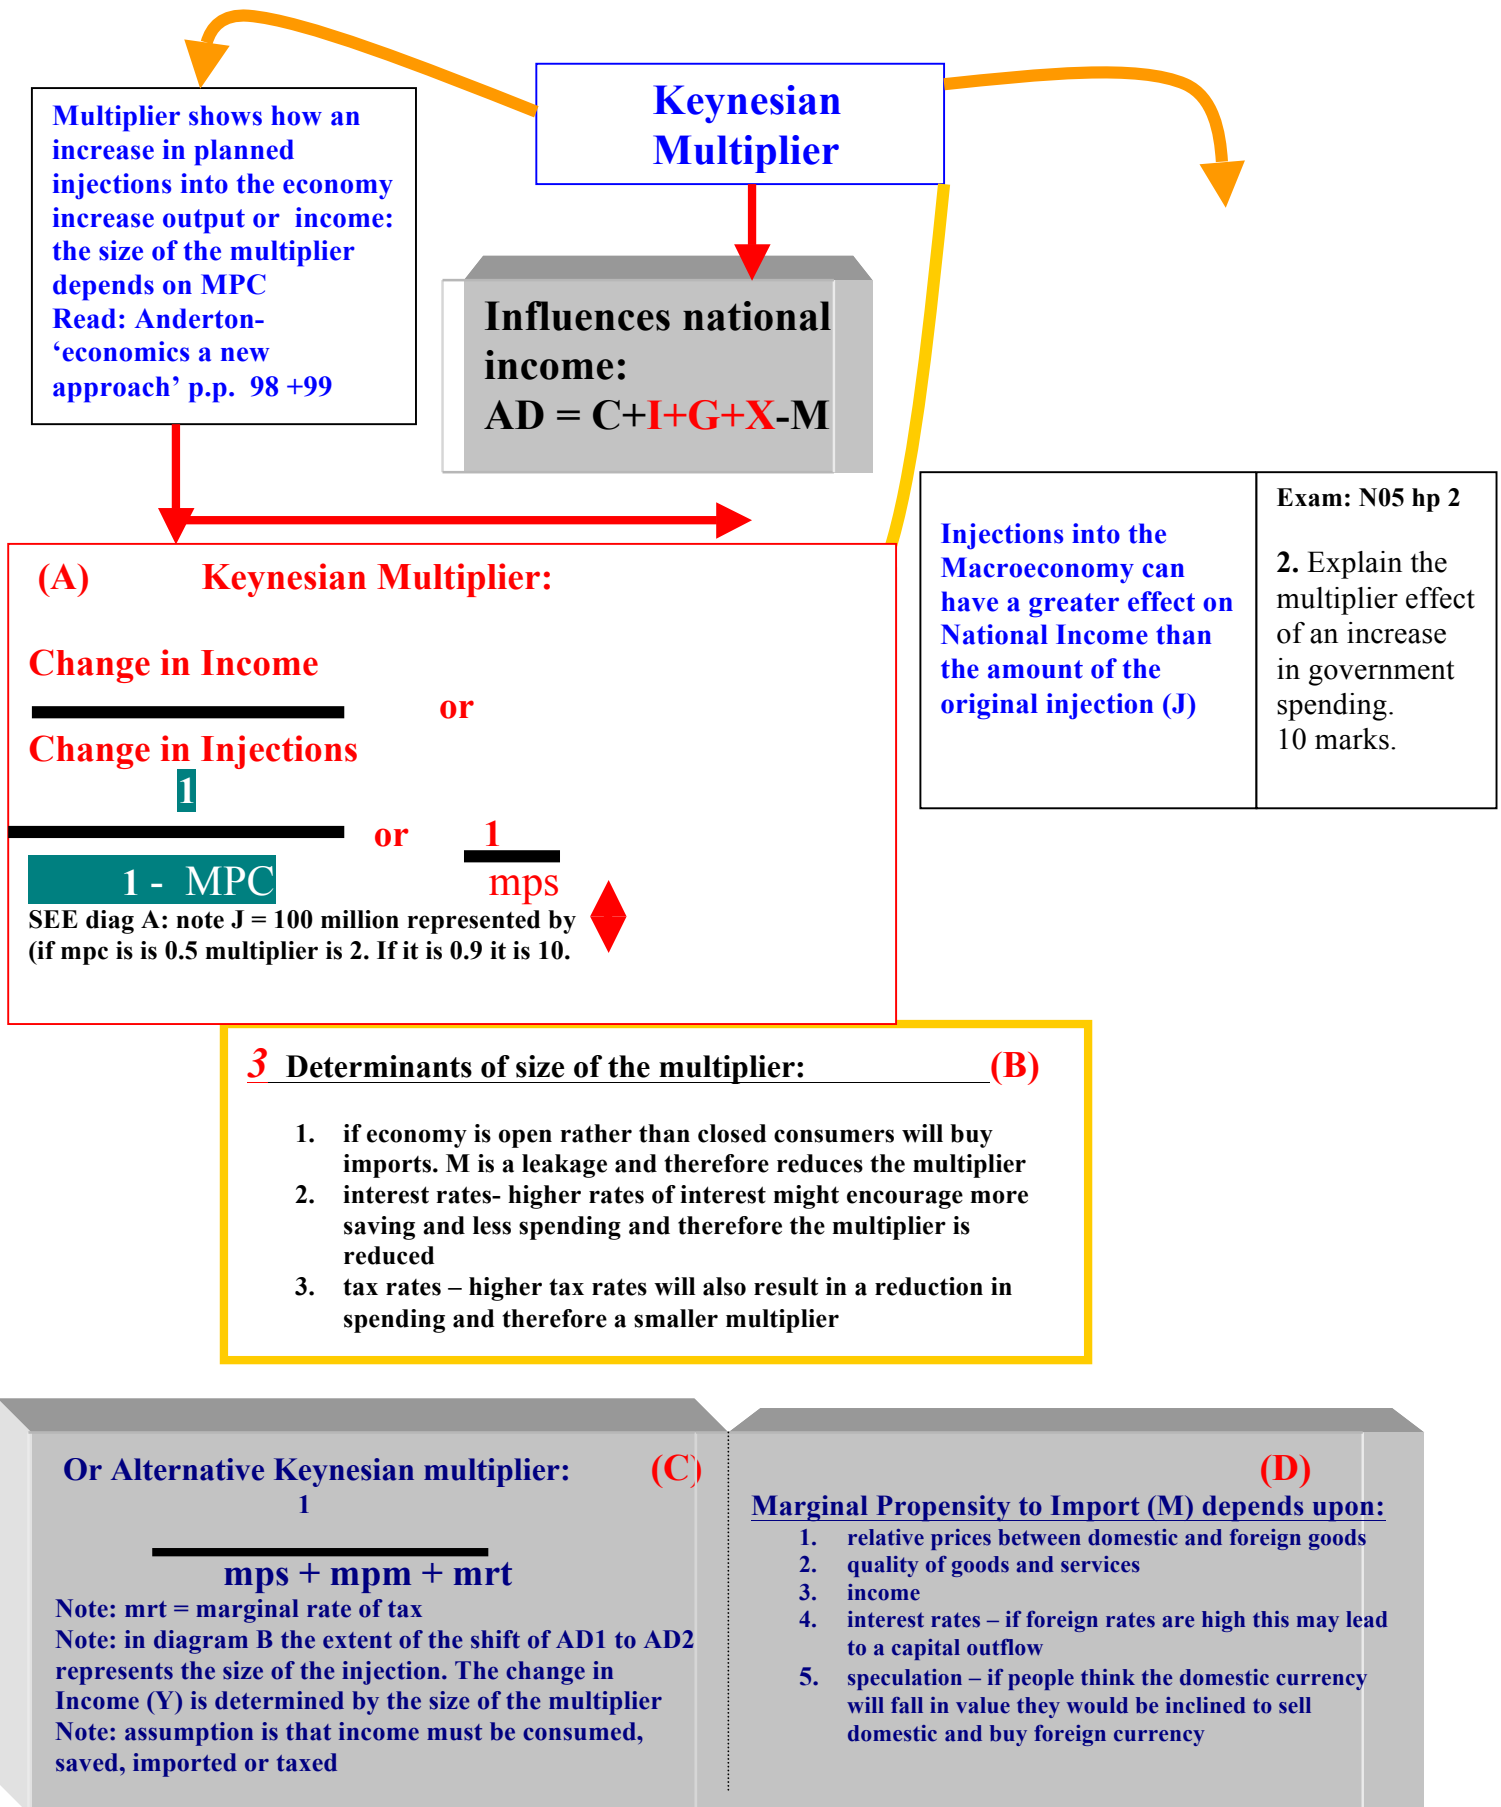 Keynesian
Multiplier
Multiplier shows how an
increase in planned
injections into the economy
increase output or income:
the size of the multiplier
depends on MPC
Read: Anderton-
‘economics a new
approach’ p.p. 98 +99
Influences national
income:
AD = C+I+G+X-M
Injections into the
Macroeconomy can
have a greater effect on
National Income than
the amount of the
original injection (J)
Exam: N05 hp 2
2. Explain the
multiplier effect
of an increase
in government
spending.
10 marks.
(A) Keynesian Multiplier:
Change in Income
or
Change in Injections
1
or 1
1 - MPC mps
SEE diag A: note J = 100 million represented by
(if mpc is is 0.5 multiplier is 2. If it is 0.9 it is 10.
3 Determinants of size of the multiplier: (B)
1. if economy is open rather than closed consumers will buy
imports. M is a leakage and therefore reduces the multiplier
2. interest rates- higher rates of interest might encourage more
saving and less spending and therefore the multiplier is
reduced
3. tax rates – higher tax rates will also result in a reduction in
spending and therefore a smaller multiplier
Or Alternative Keynesian multiplier: (C)
1
mps + mpm + mrt
Note: mrt = marginal rate of tax
Note: in diagram B the extent of the shift of AD1 to AD2
represents the size of the injection. The change in
Income (Y) is determined by the size of the multiplier
Note: assumption is that income must be consumed,
saved, imported or taxed
(D)
Marginal Propensity to Import (M) depends upon:
1. relative prices between domestic and foreign goods
2. quality of goods and services
3. income
4. interest rates – if foreign rates are high this may lead
to a capital outflow
5. speculation – if people think the domestic currency
will fall in value they would be inclined to sell
domestic and buy foreign currency